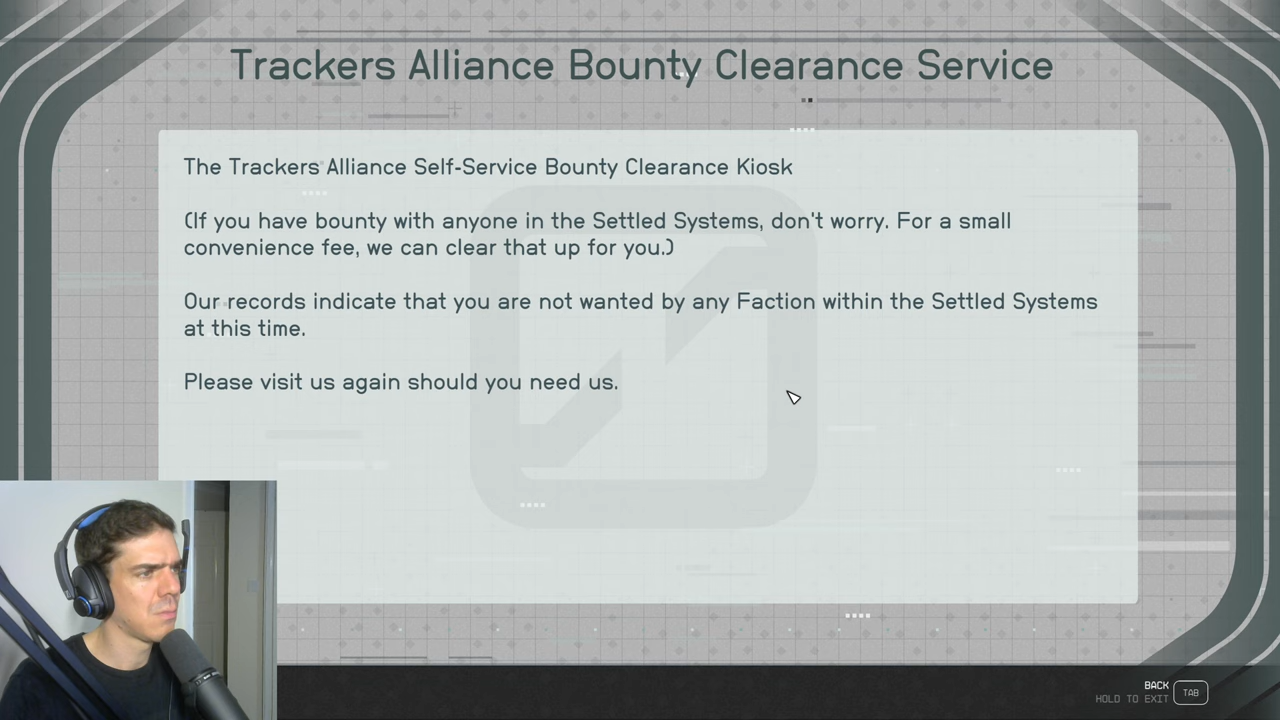 Trackers Alliance Bounty Clearance Service
The Trackers Alliance Self-Service Bounty Clearance Kiosk
(If you have bounty with anyone in the Settled Systems, don't worry. For a small
convenience fee, we can clear that up for you.)
Our records indicate that you are not wanted by any Faction within the Settled Systems
at this time.
Please visit us again should you need us.
BACK
HOLD TO EXIT TAB